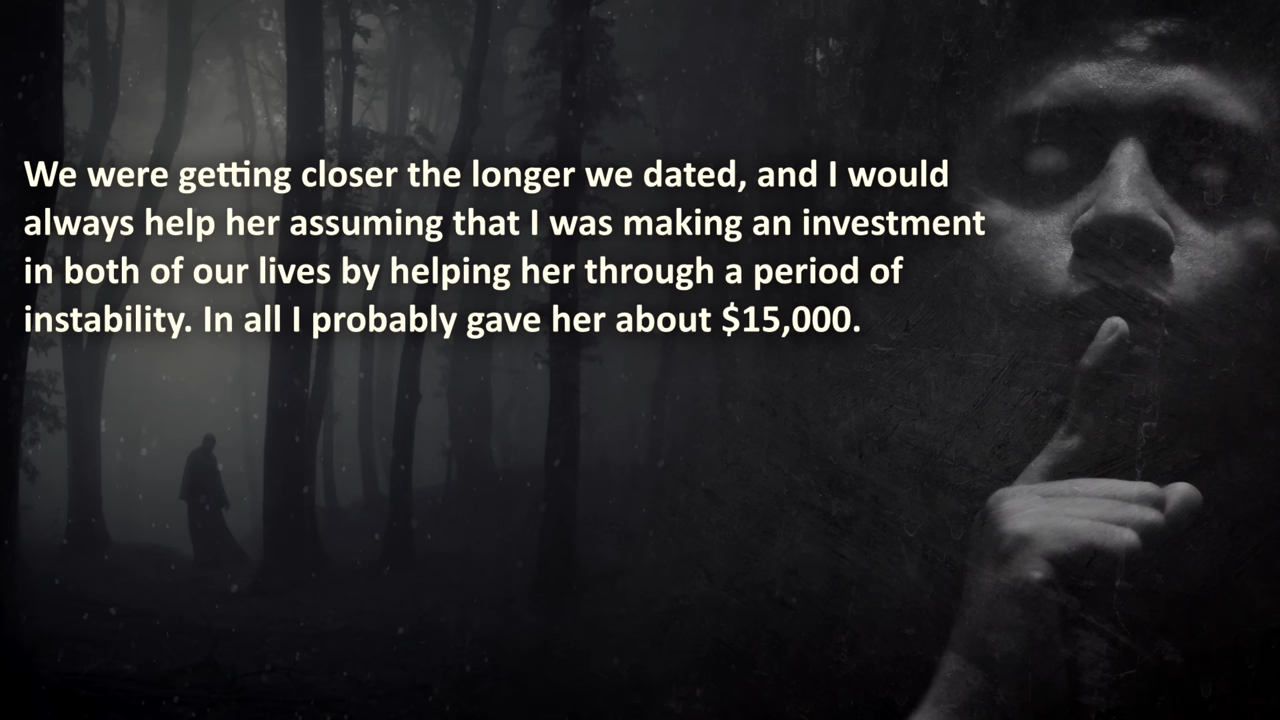 We were getting closer the longer we dated, and I would
always help her assuming that I was making an investment
in both of our lives by helping her through a period of
instability. In all I probably gave her about $15,000.